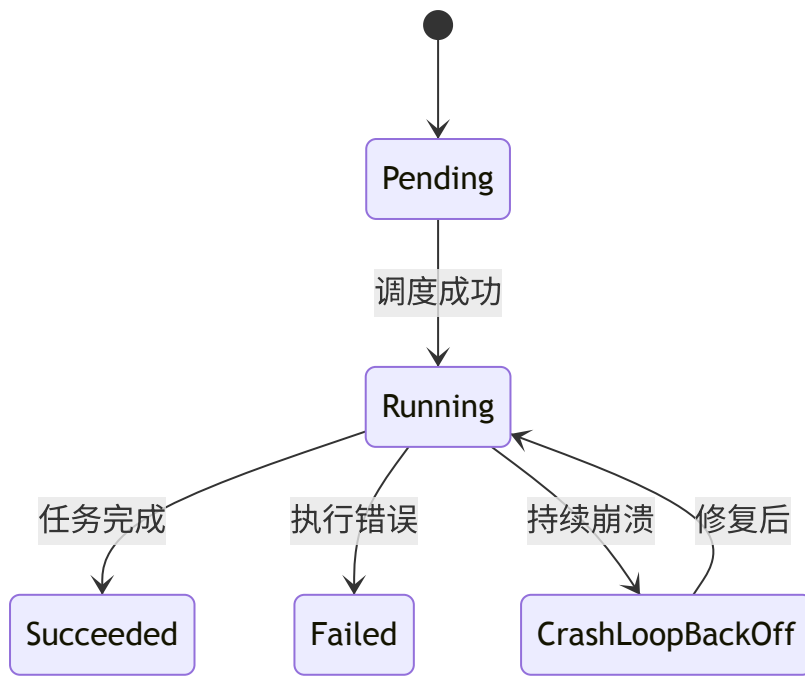 Pending
调度成功
Running
任务完成
执行错误
持续崩溃
修复后
Succeeded
Failed
CrashLoopBackOff